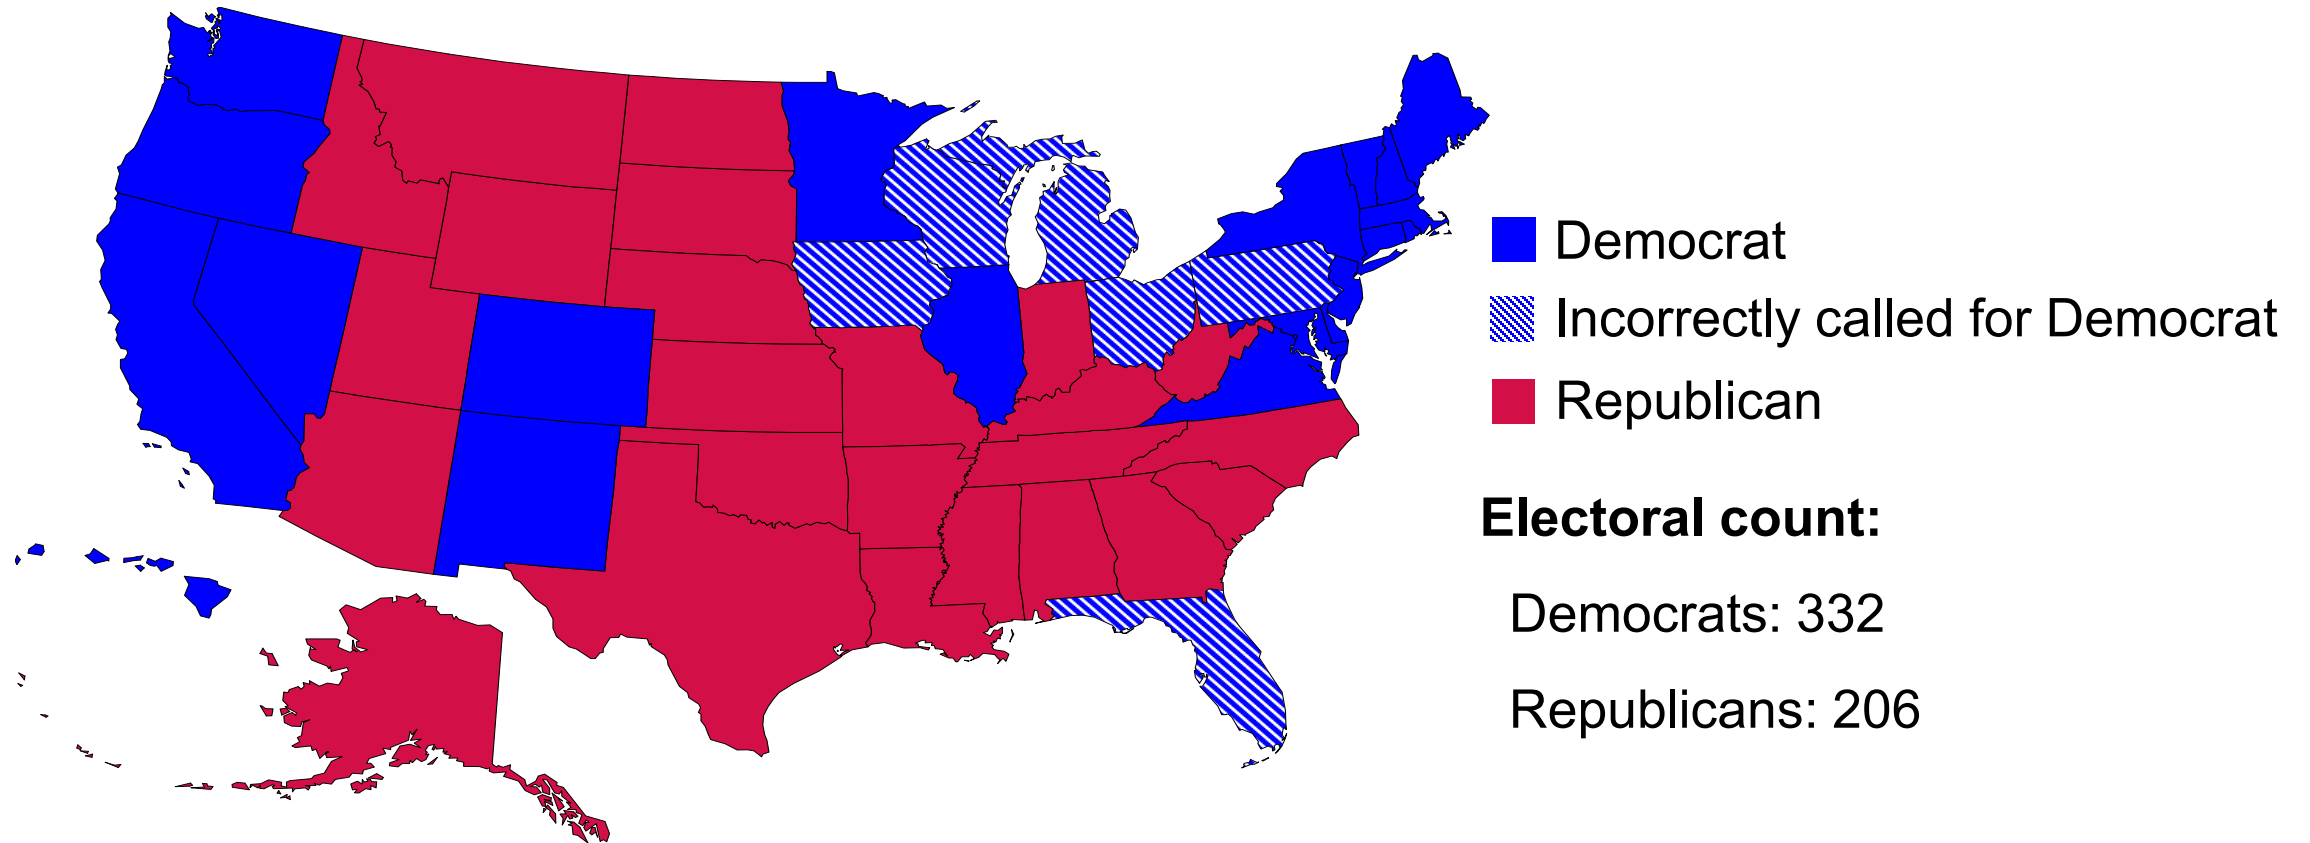 Democrat
Incorrectly called for Democrat
Republican
Electoral count:
Democrats: 332
Republicans: 206